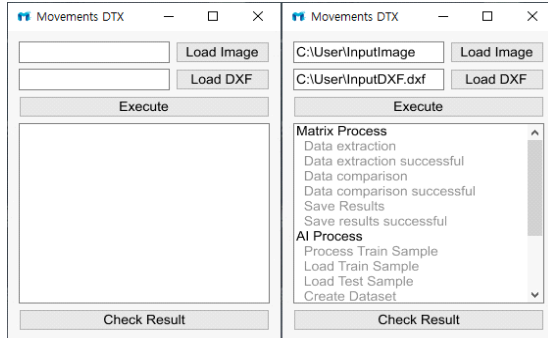 Movements DTX
Load Image
Load DXF
Execute
Check Result
Movements DTX
C:\User\InputImage
Load Image
C:\User\InputDXF.dxf
Load DXF
Execute
Matrix Process
Data extraction
Data extraction successful
Data comparison
Data comparison successful
Save Results
Save results successful
AI Process
Process Train Sample
Load Train Sample
Load Test Sample
Create Dataset
Check Result